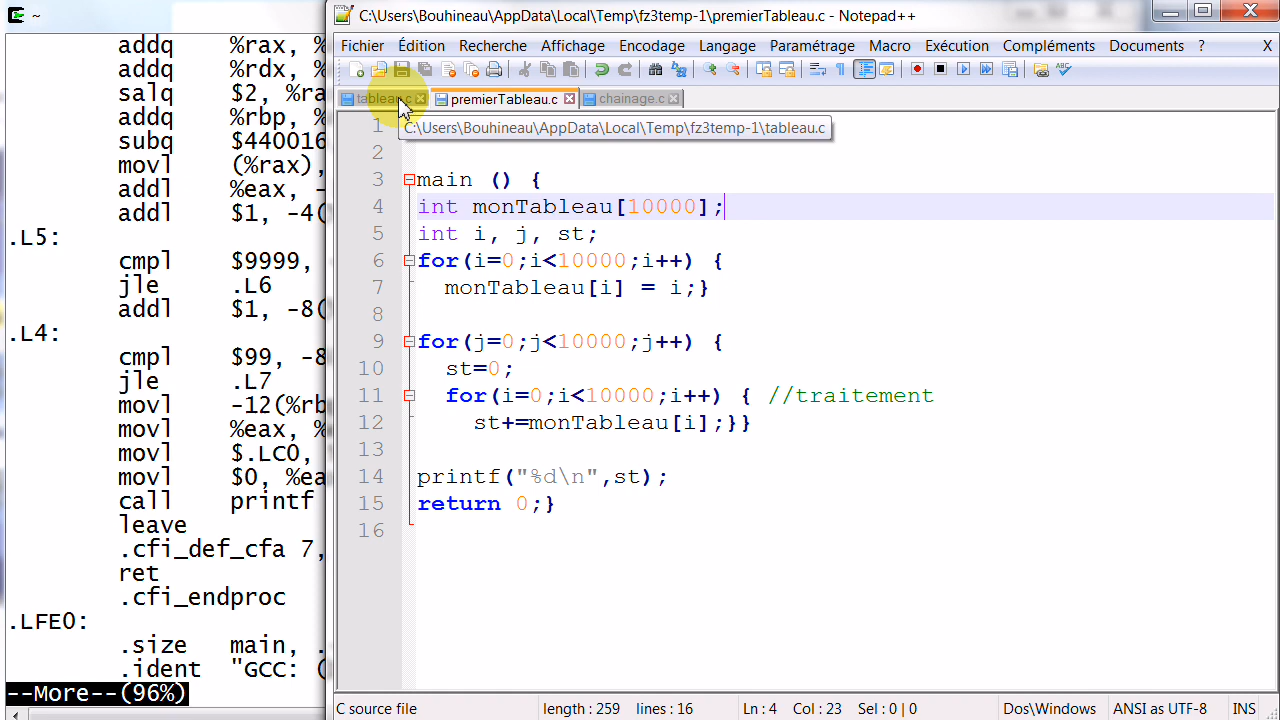 ~
addq %rax, %
addq %rdx, %
salq $2, %ra
addq %rbp, %
subq $440016
movl (%rax),
addl %eax, -
addl $1, -4(
.L5:
cmpl $9999,
jle .L6
addl $1, -8(
.L4:
cmpl $99, -8
jle .L7
movl -12(%rb
movl %eax, %
movl $.LC0,
movl $0, %ea
call printf
leave
.cfi_def_cfa 7,
ret
.cfi_endproc
.LFE0:
.size main, .
.ident "GCC: (
--More--(96%)
C:\Users\Bouhineau\AppData\Local\Temp\fz3temp-1\premierTableau.c - Notepad++
Fichier Édition Recherche Affichage Encodage Langage Paramétrage Macro Exécution Compléments Documents ? X
tableau.c premierTableau.c chainage.c
C:\Users\Bouhineau\AppData\Local\Temp\fz3temp-1\tableau.c
1
2
3 main () {
4 int monTableau[10000];
5 int i, j, st;
6 for(i=0;i<10000;i++) {
7 monTableau[i] = i;}
8
9 for(j=0;j<10000;j++) {
10 st=0;
11 for(i=0;i<10000;i++) { //traitement
12 st+=monTableau[i];}}
13
14 printf("%d\n",st);
15 return 0;}
16
C source file length : 259 lines : 16 Ln : 4 Col : 23 Sel : 0 | 0 Dos\Windows ANSI as UTF-8 INS